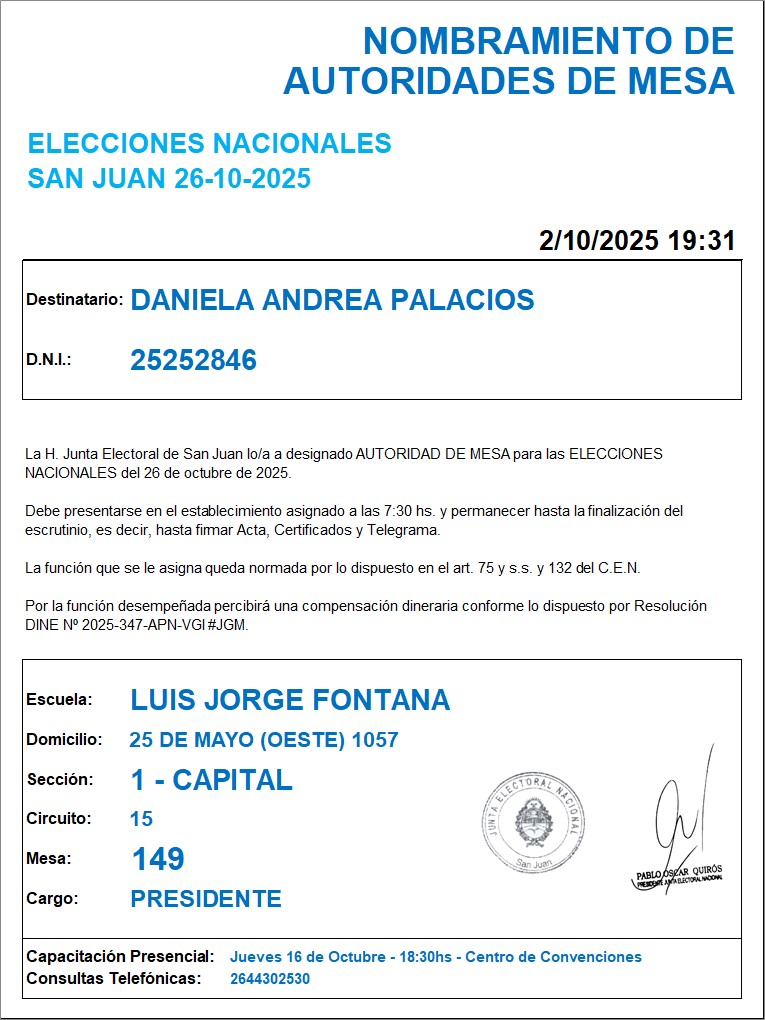 NOMBRAMIENTO DE
AUTORIDADES DE MESA
ELECCIONES NACIONALES
SAN JUAN 26-10-2025
2/10/2025 19:31
Destinatario: DANIELA ANDREA PALACIOS
D.N.I.: 25252846
La H. Junta Electoral de San Juan lo/a a designado AUTORIDAD DE MESA para las ELECCIONES
NACIONALES del 26 de octubre de 2025.
Debe presentarse en el establecimiento asignado a las 7:30 hs. y permanecer hasta la finalización del
escrutinio, es decir, hasta firmar Acta, Certificados y Telegrama.
La función que se le asigna queda normada por lo dispuesto en el art. 75 y s.s. y 132 del C.E.N.
Por la función desempeñada percibirá una compensación dineraria conforme lo dispuesto por Resolución
DINE Nº 2025-347-APN-VGI#JGM.
Escuela: LUIS JORGE FONTANA
Domicilio: 25 DE MAYO (OESTE) 1057
Sección: 1 - CAPITAL
Circuito: 15
Mesa: 149
Cargo: PRESIDENTE
JUNTA ELECTORAL NACIONAL
San Juan
PABLO OSCAR QUIRÓS
PRESIDENTE JUNTA ELECTORAL NACIONAL
Capacitación Presencial: Jueves 16 de Octubre - 18:30hs - Centro de Convenciones
Consultas Telefónicas: 2644302530